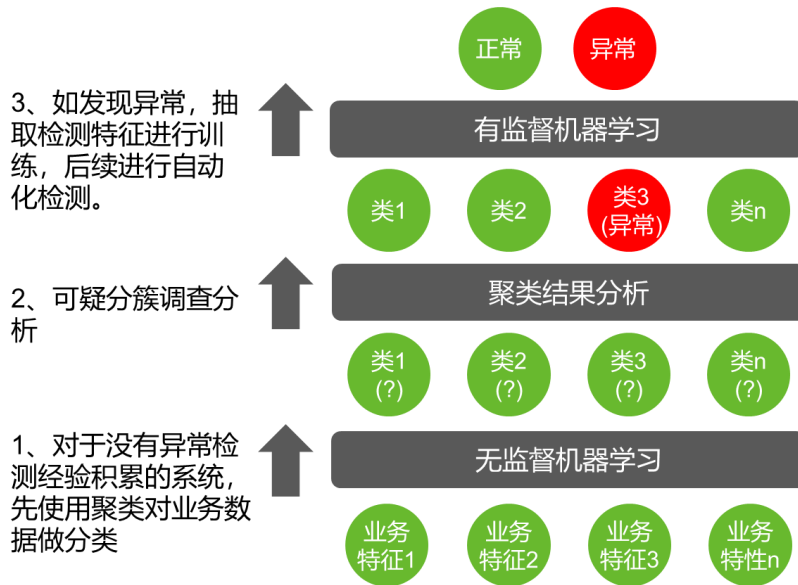 正常
异常
3、如发现异常，抽
取检测特征进行训
练，后续进行自动
化检测。
有监督机器学习
类1
类2
类3
(异常)
类n
2、可疑分簇调查分
析
聚类结果分析
类1
(?)
类2
(?)
类3
(?)
类n
(?)
1、对于没有异常检
测经验积累的系统，
先使用聚类对业务数
据做分类
无监督机器学习
业务
特征1
业务
特征2
业务
特征3
业务
特性n